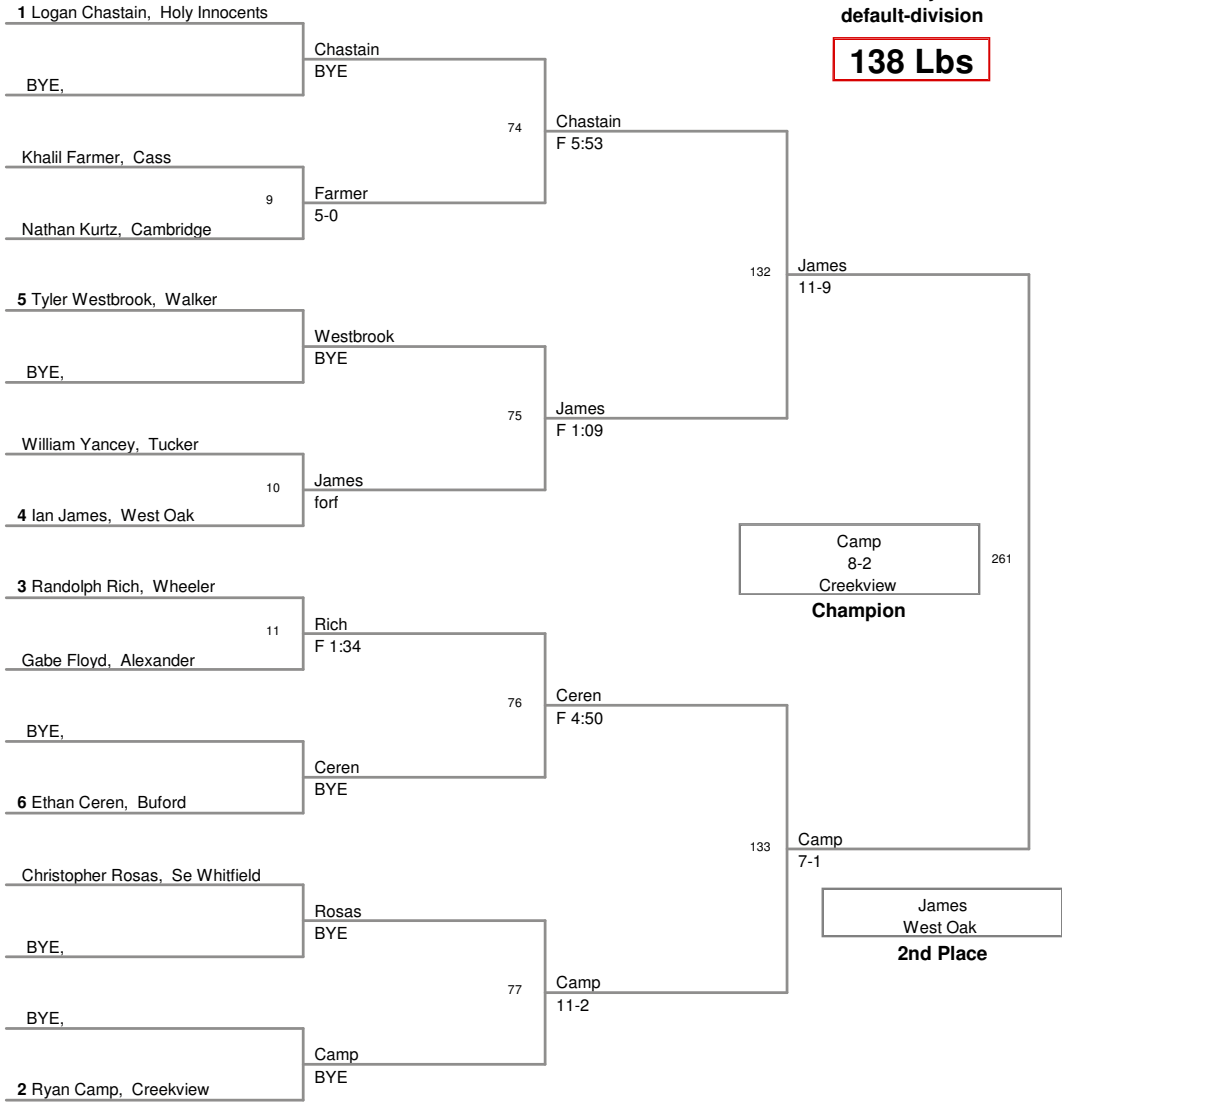 default-division
138 Lbs
1 Logan Chastain, Holy Innocents
Chastain
BYE
BYE,
74
Chastain
F 5:53
Khalil Farmer, Cass
9
Farmer
5-0
Nathan Kurtz, Cambridge
132
James
11-9
5 Tyler Westbrook, Walker
Westbrook
BYE
BYE,
75
James
F 1:09
William Yancey, Tucker
10
James
forf
4 Ian James, West Oak
Camp
8-2
Creekview
261
Champion
3 Randolph Rich, Wheeler
11
Rich
F 1:34
Gabe Floyd, Alexander
76
Ceren
F 4:50
BYE,
Ceren
BYE
6 Ethan Ceren, Buford
133
Camp
7-1
Christopher Rosas, Se Whitfield
Rosas
BYE
BYE,
James
West Oak
2nd Place
77
Camp
11-2
BYE,
Camp
BYE
2 Ryan Camp, Creekview